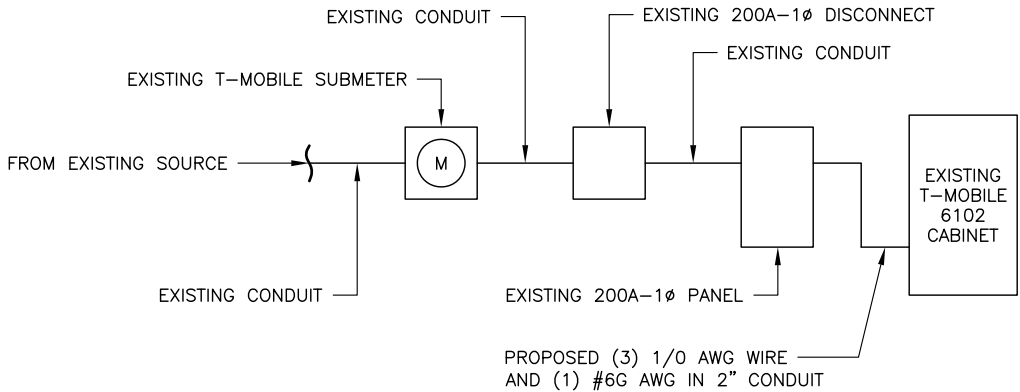 EXISTING CONDUIT
EXISTING 200A-1ø DISCONNECT
EXISTING CONDUIT
EXISTING T-MOBILE SUBMETER
FROM EXISTING SOURCE
M
EXISTING
T-MOBILE
6102
CABINET
EXISTING CONDUIT
EXISTING 200A-1ø PANEL
PROPOSED (3) 1/0 AWG WIRE
AND (1) #6G AWG IN 2" CONDUIT